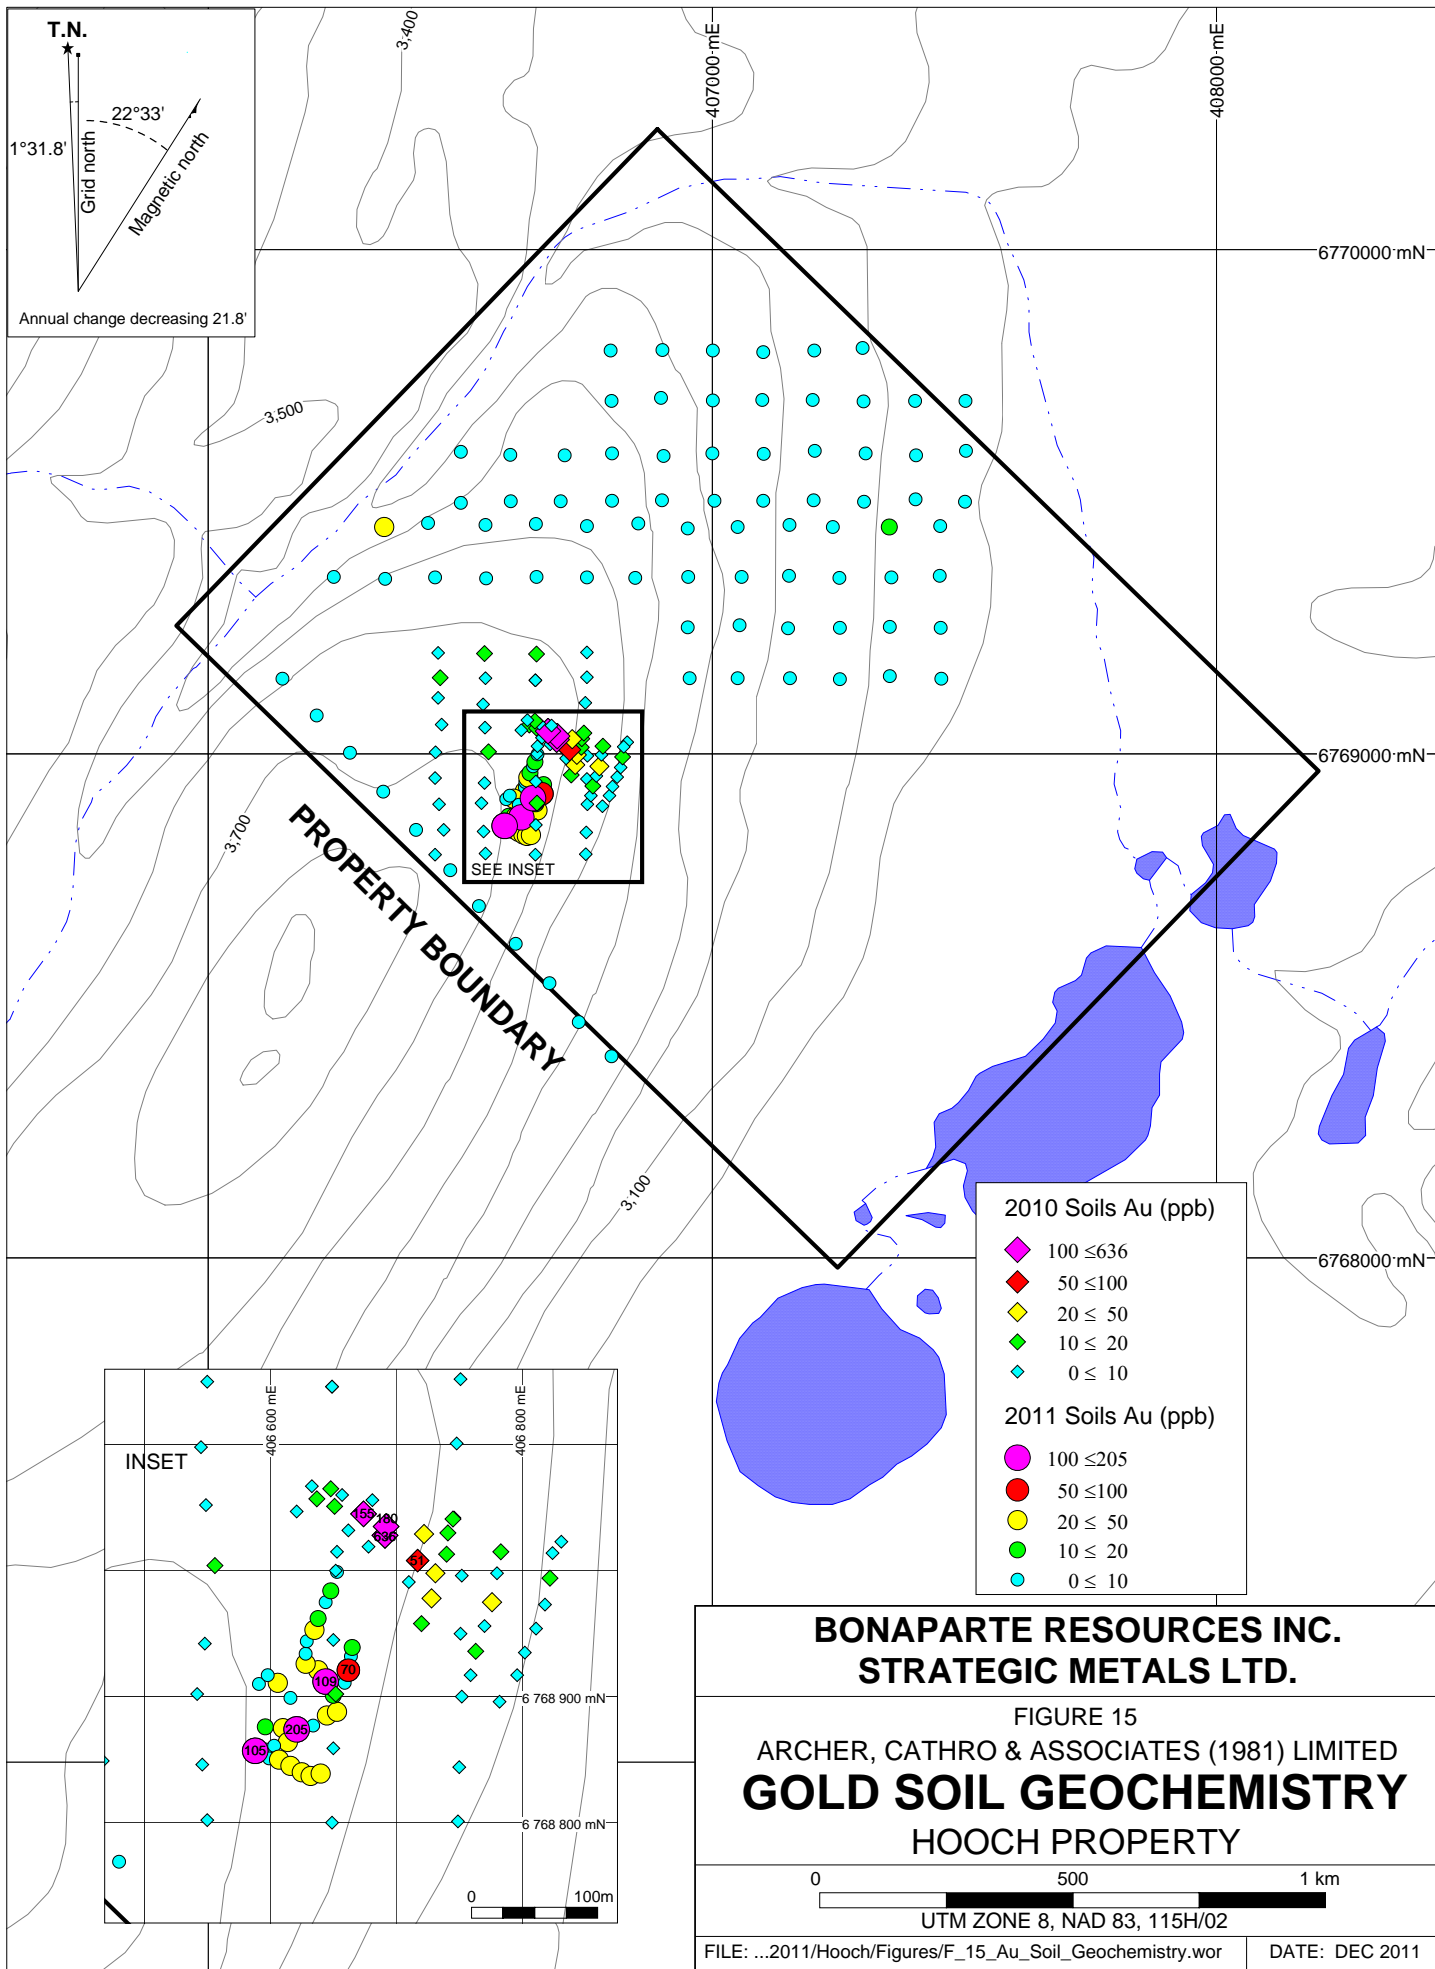 T.N.
22°33'
1°31.8'
Grid north
Magnetic north
Annual change decreasing 21.8'
3,400
407000 mE
408000 mE
6770000 mN
3,500
6769000 mN
SEE INSET
3,700
PROPERTY BOUNDARY
3,100
6768000 mN
2010 Soils Au (ppb)
100 ≤636
50 ≤100
20 ≤ 50
10 ≤ 20
0 ≤ 10
2011 Soils Au (ppb)
100 ≤205
50 ≤100
20 ≤ 50
10 ≤ 20
0 ≤ 10
INSET
406 600 mE
406 800 mE
155
180
636
51
70
109
6 768 900 mN
205
105
6 768 800 mN
0 100m
BONAPARTE RESOURCES INC.
STRATEGIC METALS LTD.
FIGURE 15
ARCHER, CATHRO & ASSOCIATES (1981) LIMITED
GOLD SOIL GEOCHEMISTRY
HOOCH PROPERTY
0 500 1 km
UTM ZONE 8, NAD 83, 115H/02
FILE: ...2011/Hooch/Figures/F_15_Au_Soil_Geochemistry.wor
DATE: DEC 2011